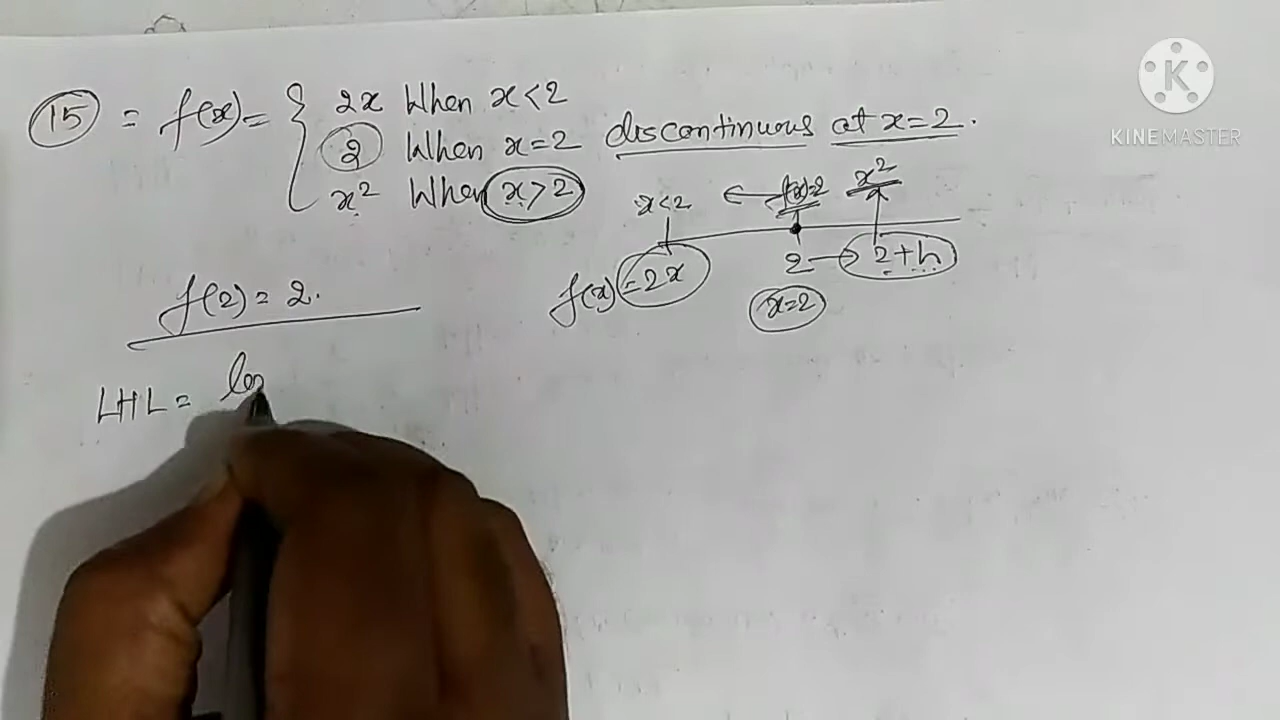 15 = f(x) = { 2x When x<2
2 When x=2 discontinuous at x=2.
x² When x>2
x<2 f(x)=2 x²
f(x) = 2x 2 → 2+h
x=2
f(2) = 2.
LHL =
K
KINEMASTER